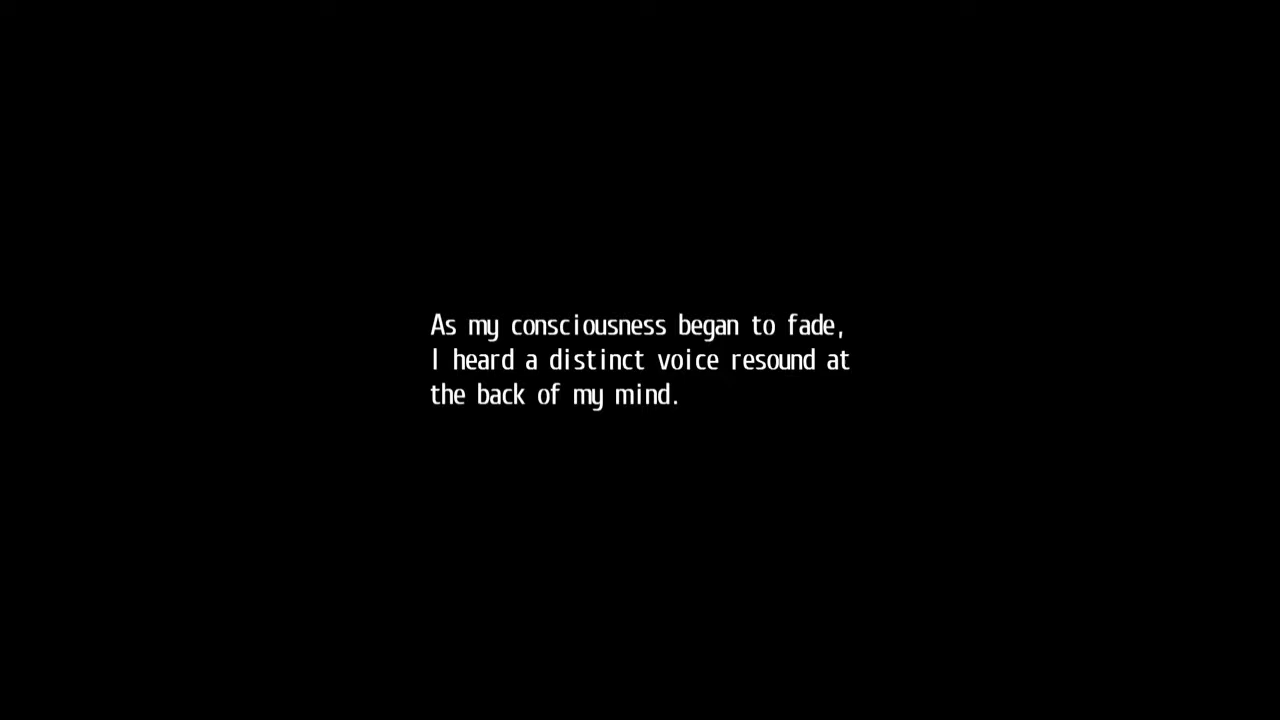 As my consciousness began to fade,
I heard a distinct voice resound at
the back of my mind.